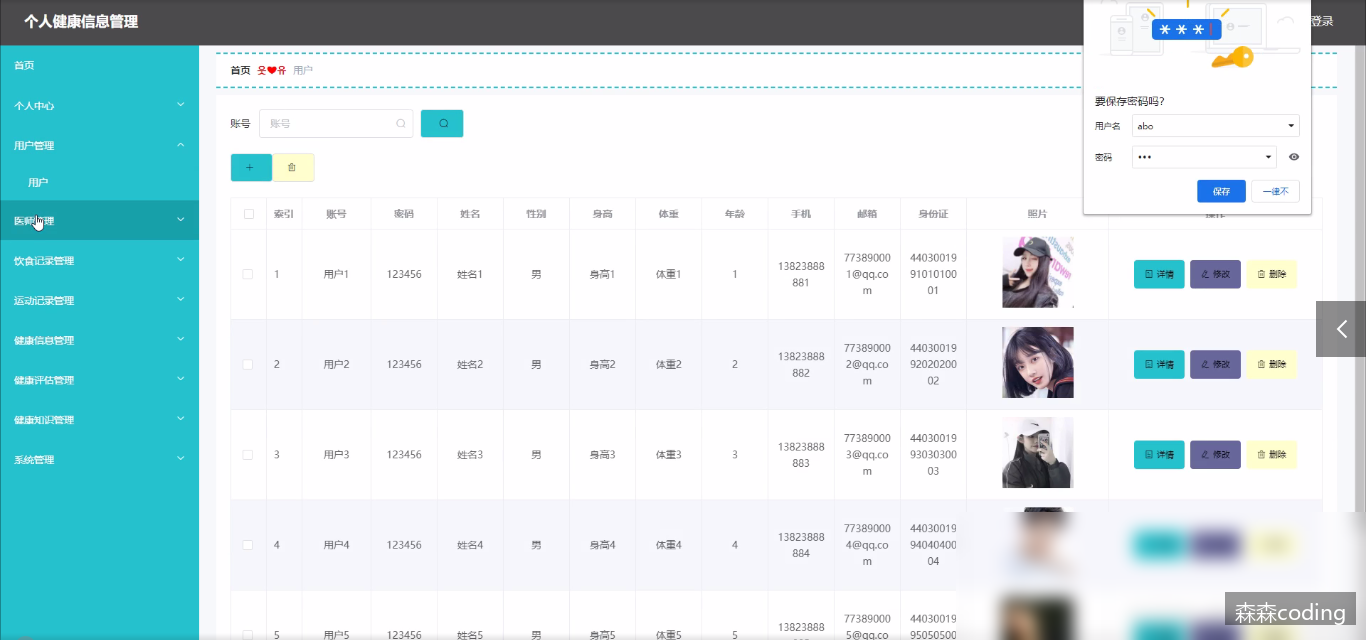 个人健康信息管理
登录
***
要保存密码吗?
用户名 abo
密码 •••
保存 一律不
首页
个人中心
用户管理
用户
医师管理
饮食记录管理
运动记录管理
健康信息管理
健康评估管理
健康知识管理
系统管理
首页 用户
账号 账号
索引 账号 密码 姓名 性别 身高 体重 年龄 手机 邮箱 身份证 照片
1 用户1 123456 姓名1 男 身高1 体重1 1 13823888881 773890001@qq.com 440300199101010001 详情 修改 删除
2 用户2 123456 姓名2 男 身高2 体重2 2 13823888882 773890002@qq.com 440300199202020002 详情 修改 删除
3 用户3 123456 姓名3 男 身高3 体重3 3 13823888883 773890003@qq.com 440300199303030003 详情 修改 删除
4 用户4 123456 姓名4 男 身高4 体重4 4 13823888884 773890004@qq.com 440300199404040004
5 用户5 123456 姓名5 男 身高5 体重5 5 13823888 773890005@qq.co 4403001995050500
森森coding